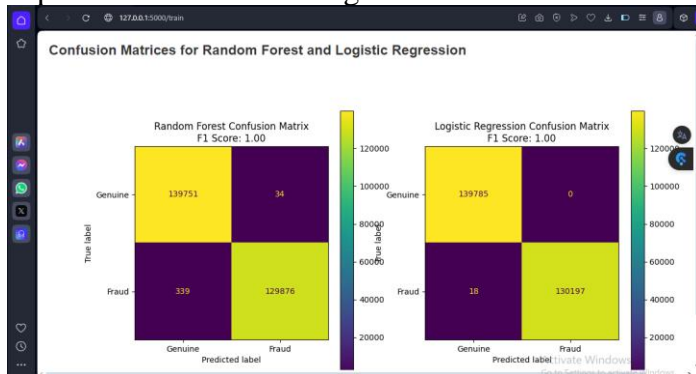 127.0.0.1:5000/train
Confusion Matrices for Random Forest and Logistic Regression
Random Forest Confusion Matrix
F1 Score: 1.00
Genuine
139751
34
True label
Fraud
339
129876
Genuine
Fraud
Predicted label
120000
100000
80000
60000
40000
20000
Logistic Regression Confusion Matrix
F1 Score: 1.00
Genuine
139785
0
True label
Fraud
18
130197
Genuine
Fraud
Predicted label
120000
100000
80000
60000
40000
20000
Activate Windows